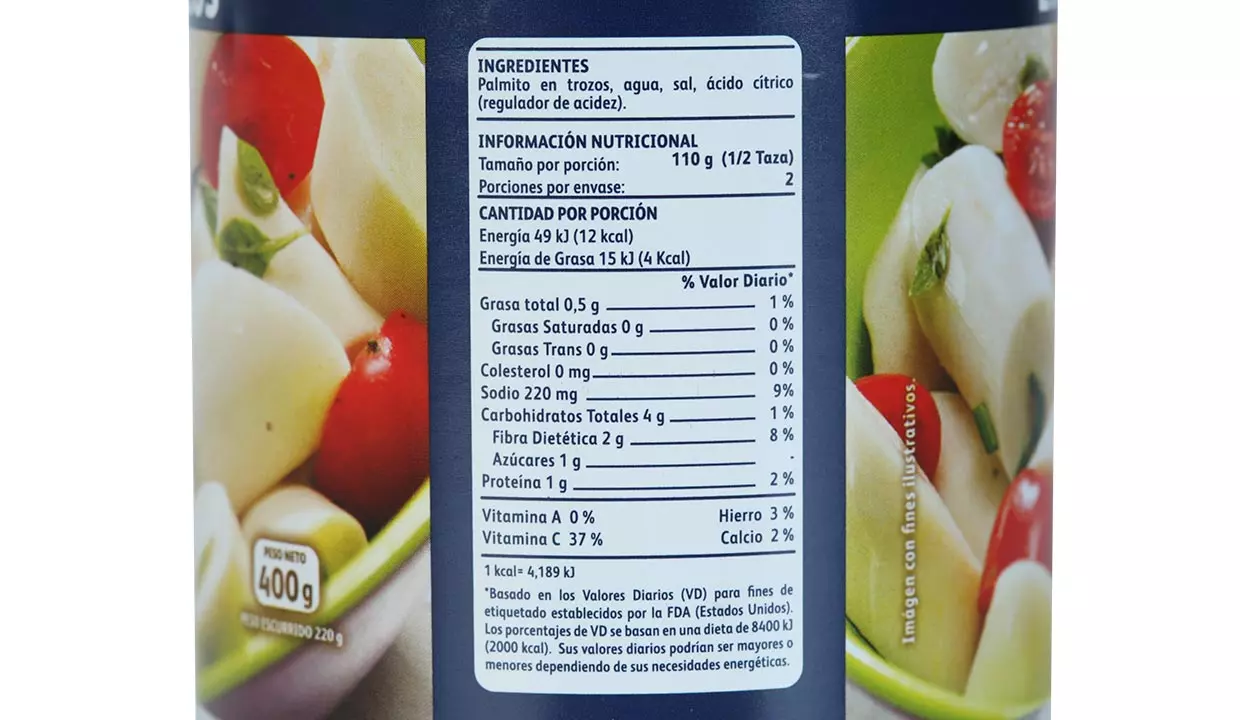 INGREDIENTES
Palmito en trozos, agua, sal, ácido cítrico
(regulador de acidez).
INFORMACIÓN NUTRICIONAL
Tamaño por porción: 110 g (1/2 Taza)
Porciones por envase: 2
CANTIDAD POR PORCIÓN
Energía 49 kJ (12 kcal)
Energía de Grasa 15 kJ (4 Kcal)
% Valor Diario*
Grasa total 0,5 g 1 %
Grasas Saturadas 0 g 0 %
Grasas Trans 0 g 0 %
Colesterol 0 mg 0 %
Sodio 220 mg 9%
Carbohidratos Totales 4 g 1 %
Fibra Dietética 2 g 8 %
Azúcares 1 g -
Proteína 1 g 2 %
Vitamina A 0 % Hierro 3 %
Vitamina C 37 % Calcio 2 %
1 kcal= 4,189 kJ
*Basado en los Valores Diarios (VD) para fines de
etiquetado establecidos por la FDA (Estados Unidos).
Los porcentajes de VD se basan en una dieta de 8400 kJ
(2000 kcal). Sus valores diarios podrían ser mayores o
menores dependiendo de sus necesidades energéticas.
PESO NETO
400 g
PESO ESCURRIDO 220 g
Imágen con fines ilustrativos.